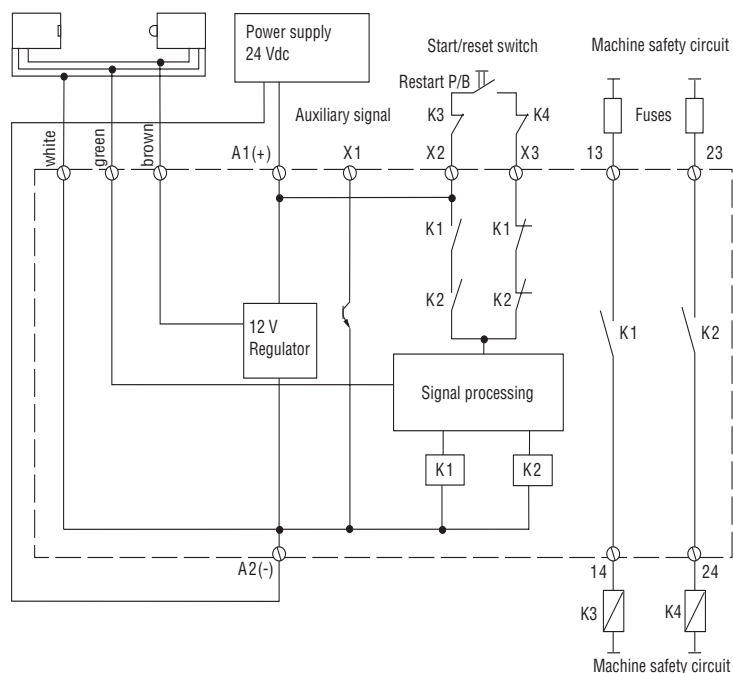 Power supply
24 Vdc
Start/reset switch
Machine safety circuit
Restart P/B
Auxiliary signal
K3
K4
Fuses
white
green
brown
A1(+)
X1
X2
X3
13
23
K1
K1
K2
K2
12 V
Regulator
K1
K2
Signal processing
K1
K2
A2(-)
14
24
K3
K4
Machine safety circuit